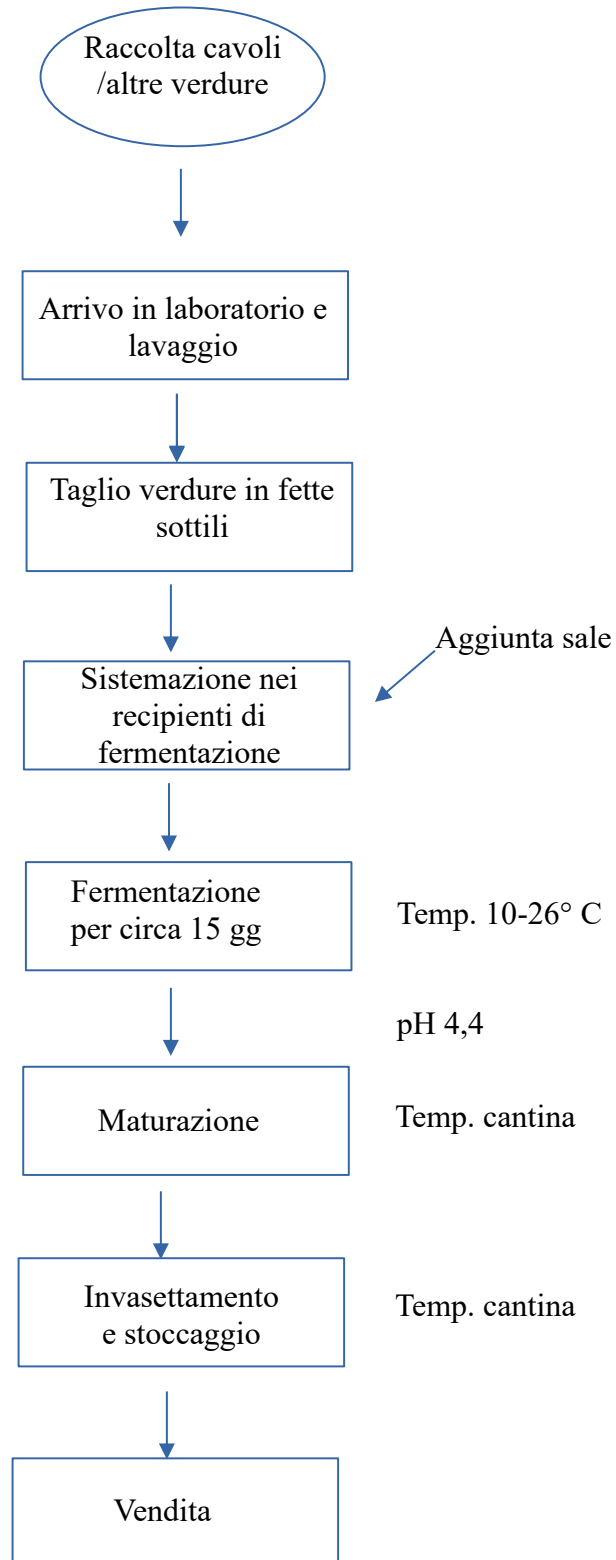 Raccolta cavoli
/altre verdure
Arrivo in laboratorio e
lavaggio
Taglio verdure in fette
sottili
Aggiunta sale
Sistemazione nei
recipienti di
fermentazione
Fermentazione
per circa 15 gg
Temp. 10-26° C
pH 4,4
Maturazione
Temp. cantina
Invasettamento
e stoccaggio
Temp. cantina
Vendita